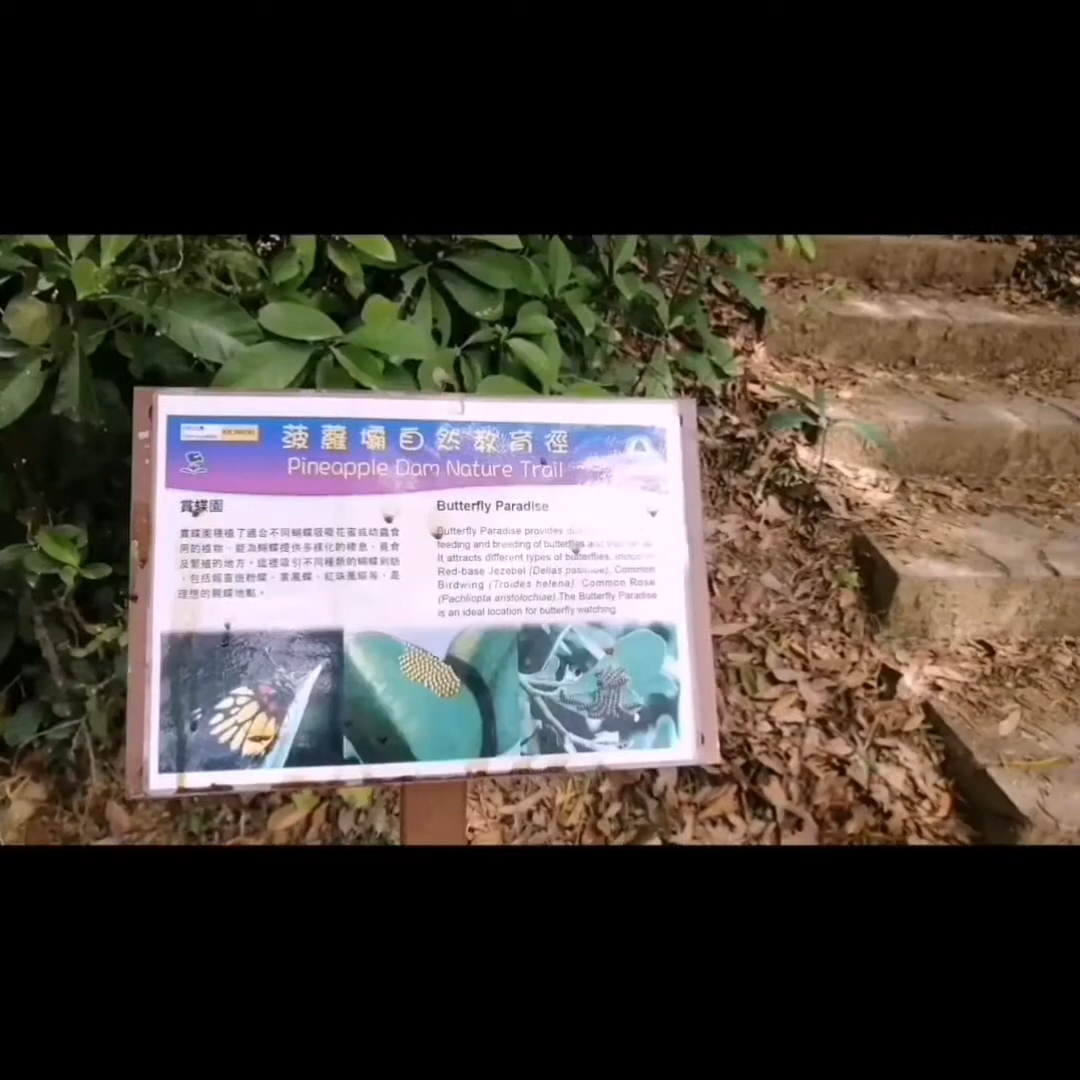 菠蘿壩自然教育徑
Pineapple Dam Nature Trail
賞蝶園
賞蝶園種植了適合不同蝴蝶吸啜花蜜或幼蟲食
用的植物，能為蝴蝶提供多樣化的棲息、覓食
及繁殖的地方，這裡吸引不同種類的蝴蝶到訪
，包括報喜斑粉蝶、裳鳳蝶、紅珠鳳蝶等，是
理想的觀蝶地點。
Butterfly Paradise
Butterfly Paradise provides
feeding and breeding of butterflies and
It attracts different types of butterflies,
Red-base Jezebel (Delias pasithoe), Common
Birdwing (Troides helena), Common Rose
(Pachliopta aristolochiae).The Butterfly Paradise
is an ideal location for butterfly watching.